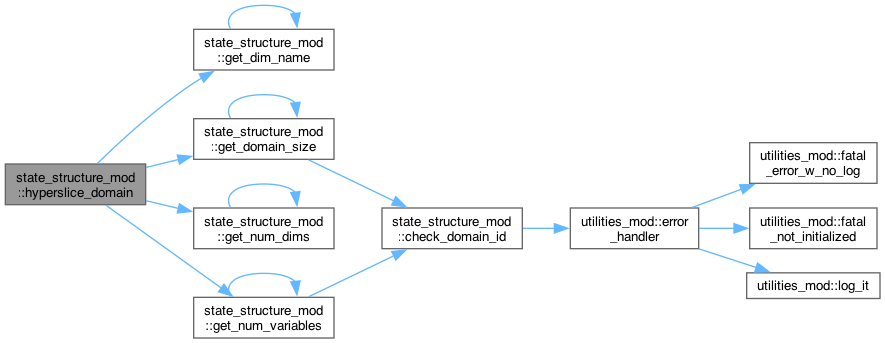 state_structure_mod
::hyperslice_domain
state_structure_mod
::get_dim_name
state_structure_mod
::get_domain_size
state_structure_mod
::get_num_dims
state_structure_mod
::get_num_variables
state_structure_mod
::check_domain_id
utilities_mod::error
_handler
utilities_mod::fatal
_error_w_no_log
utilities_mod::fatal
_not_initialized
utilities_mod::log_it